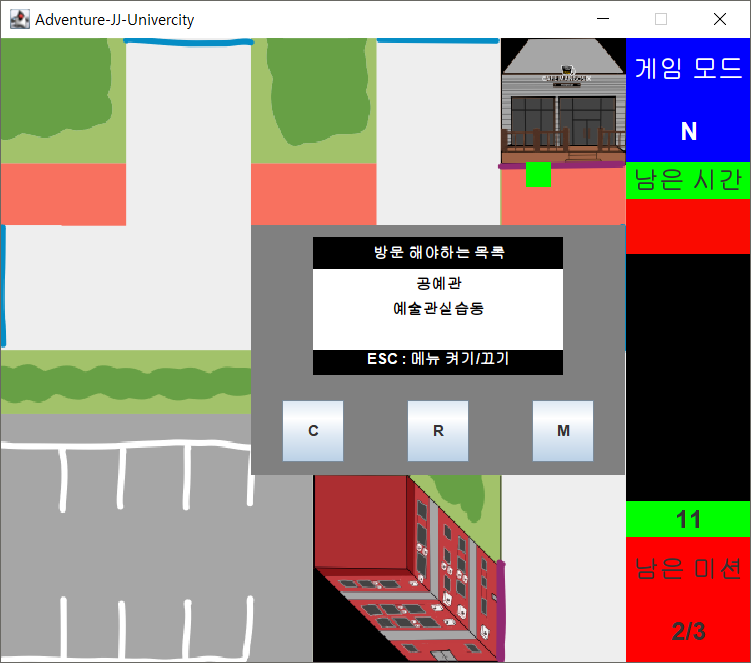 Adventure-JJ-Univercity
게임 모드
N
남은 시간
방문 해야하는 목록
공예관
예술관실습동
ESC : 메뉴 켜기/끄기
C
R
M
11
남은 미션
2/3